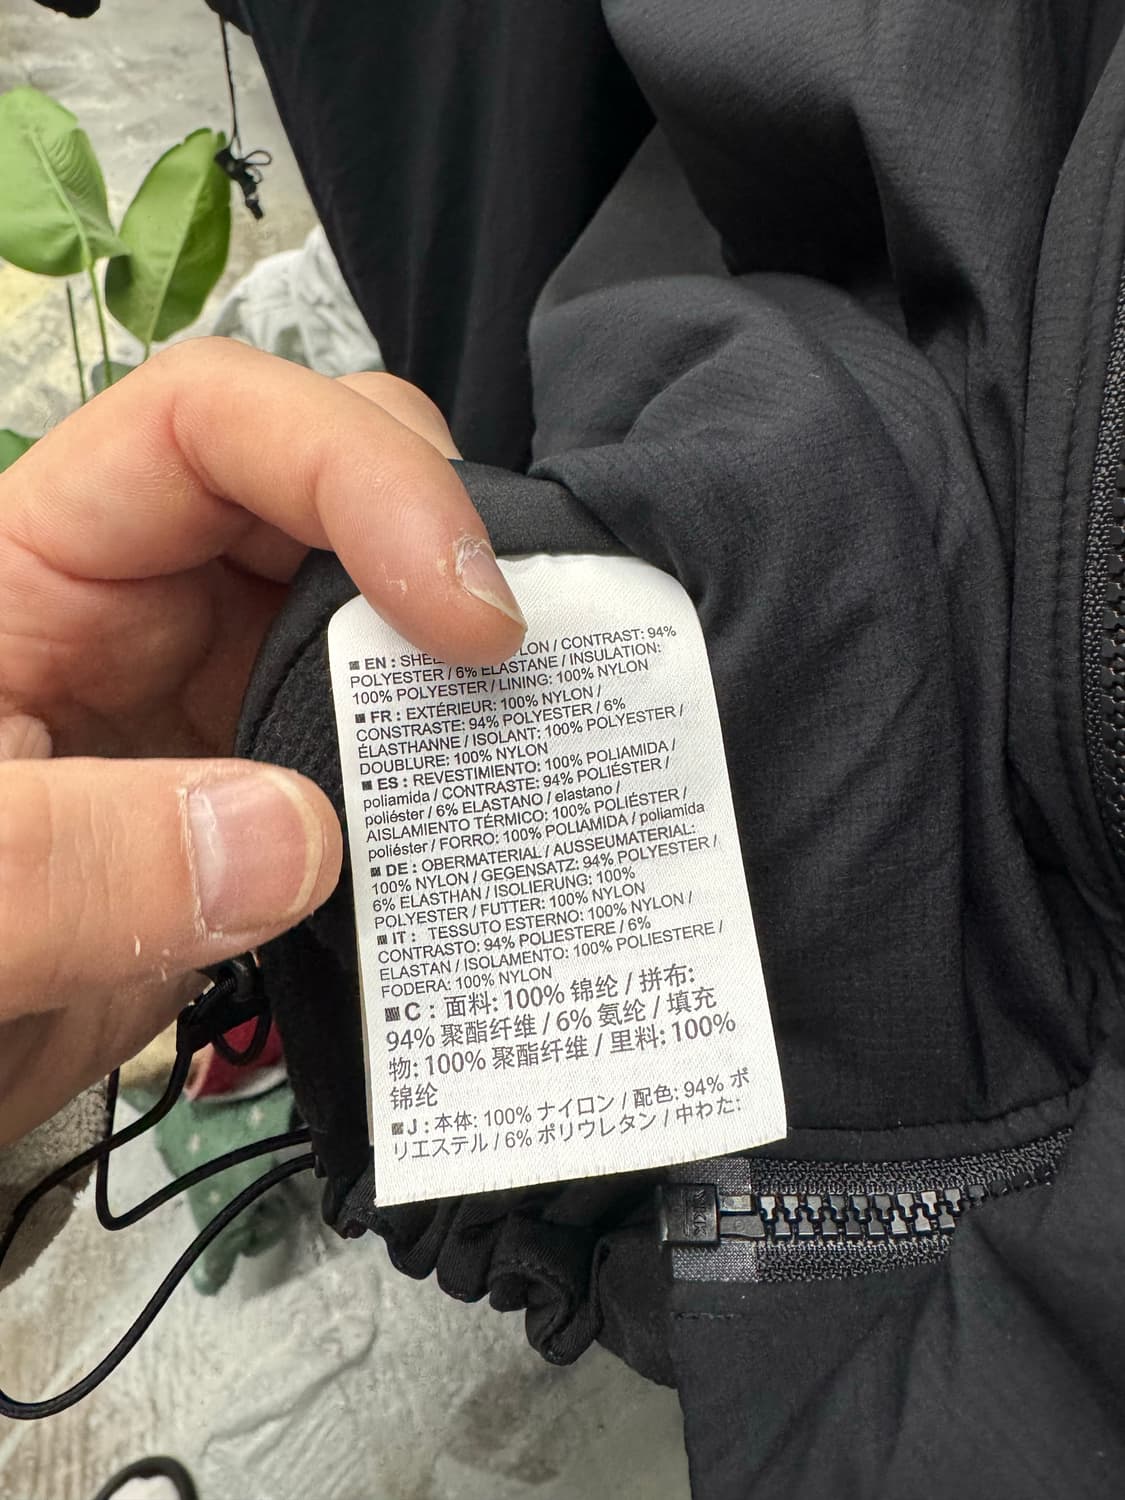 EN : SHE LON / CONTRAST: 94%
POLYESTER / 6% ELASTANE / INSULATION:
100% POLYESTER / LINING: 100% NYLON
FR : EXTÉRIEUR: 100% NYLON /
CONSTRASTE: 94% POLYESTER / 6%
ÉLASTHANNE / ISOLANT: 100% POLYESTER /
DOUBLURE: 100% NYLON
ES : REVESTIMIENTO: 100% POLIAMIDA /
poliamida / CONTRASTE: 94% POLIÉSTER /
poliéster / 6% ELASTANO / elastano /
AISLAMIENTO TÉRMICO: 100% POLIÉSTER /
poliéster / FORRO: 100% POLIAMIDA / poliamida
DE : OBERMATERIAL / AUSSEUMATERIAL:
100% NYLON / GEGENSATZ: 94% POLYESTER /
6% ELASTHAN / ISOLIERUNG: 100%
POLYESTER / FUTTER: 100% NYLON
IT : TESSUTO ESTERNO: 100% NYLON /
CONTRASTO: 94% POLIESTERE / 6%
ELASTAN / ISOLAMENTO: 100% POLIESTERE /
FODERA: 100% NYLON
C : 面料: 100% 锦纶 / 拼布:
94% 聚酯纤维 / 6% 氨纶 / 填充
物: 100% 聚酯纤维 / 里料: 100%
锦纶
J : 本体: 100% ナイロン / 配色: 94% ポ
リエステル / 6% ポリウレタン / 中わた: